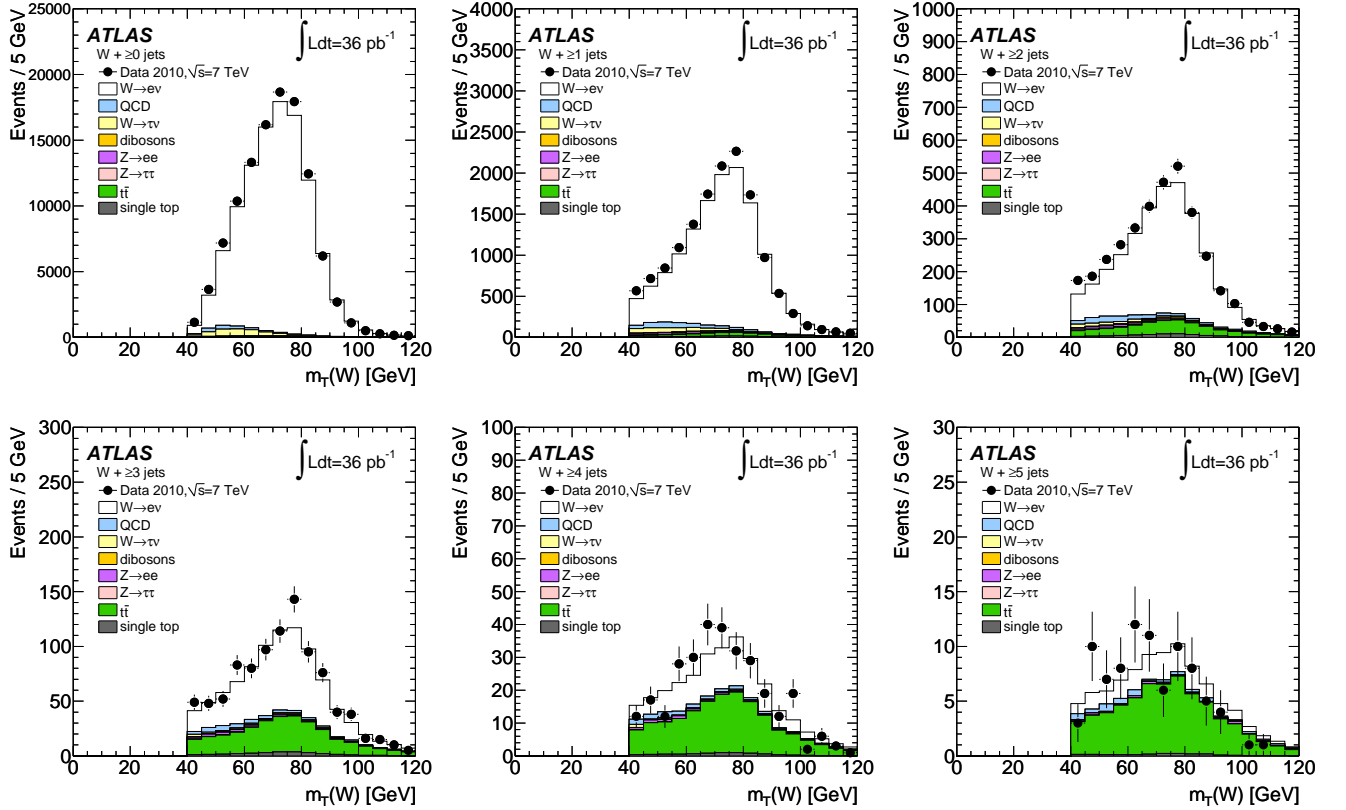 Events / 5 GeV
25000
20000
15000
10000
5000
0
ATLAS
W + ≥0 jets
∫ Ldt=36 pb⁻¹
Data 2010,√s=7 TeV
W→eν
QCD
W→τν
dibosons
Z→ee
Z→ττ
tt̄
single top
0 20 40 60 80 100 120
m_T(W) [GeV]
Events / 5 GeV
4000
3500
3000
2500
2000
1500
1000
500
0
ATLAS
W + ≥1 jets
∫ Ldt=36 pb⁻¹
Data 2010,√s=7 TeV
W→eν
QCD
W→τν
dibosons
Z→ee
Z→ττ
tt̄
single top
0 20 40 60 80 100 120
m_T(W) [GeV]
Events / 5 GeV
1000
900
800
700
600
500
400
300
200
100
0
ATLAS
W + ≥2 jets
∫ Ldt=36 pb⁻¹
Data 2010,√s=7 TeV
W→eν
QCD
W→τν
dibosons
Z→ee
Z→ττ
tt̄
single top
0 20 40 60 80 100 120
m_T(W) [GeV]
Events / 5 GeV
300
250
200
150
100
50
0
ATLAS
W + ≥3 jets
∫ Ldt=36 pb⁻¹
Data 2010,√s=7 TeV
W→eν
QCD
W→τν
dibosons
Z→ee
Z→ττ
tt̄
single top
0 20 40 60 80 100 120
m_T(W) [GeV]
Events / 5 GeV
100
90
80
70
60
50
40
30
20
10
0
ATLAS
W + ≥4 jets
∫ Ldt=36 pb⁻¹
Data 2010,√s=7 TeV
W→eν
QCD
W→τν
dibosons
Z→ee
Z→ττ
tt̄
single top
0 20 40 60 80 100 120
m_T(W) [GeV]
Events / 5 GeV
30
25
20
15
10
5
0
ATLAS
W + ≥5 jets
∫ Ldt=36 pb⁻¹
Data 2010,√s=7 TeV
W→eν
QCD
W→τν
dibosons
Z→ee
Z→ττ
tt̄
single top
0 20 40 60 80 100 120
m_T(W) [GeV]